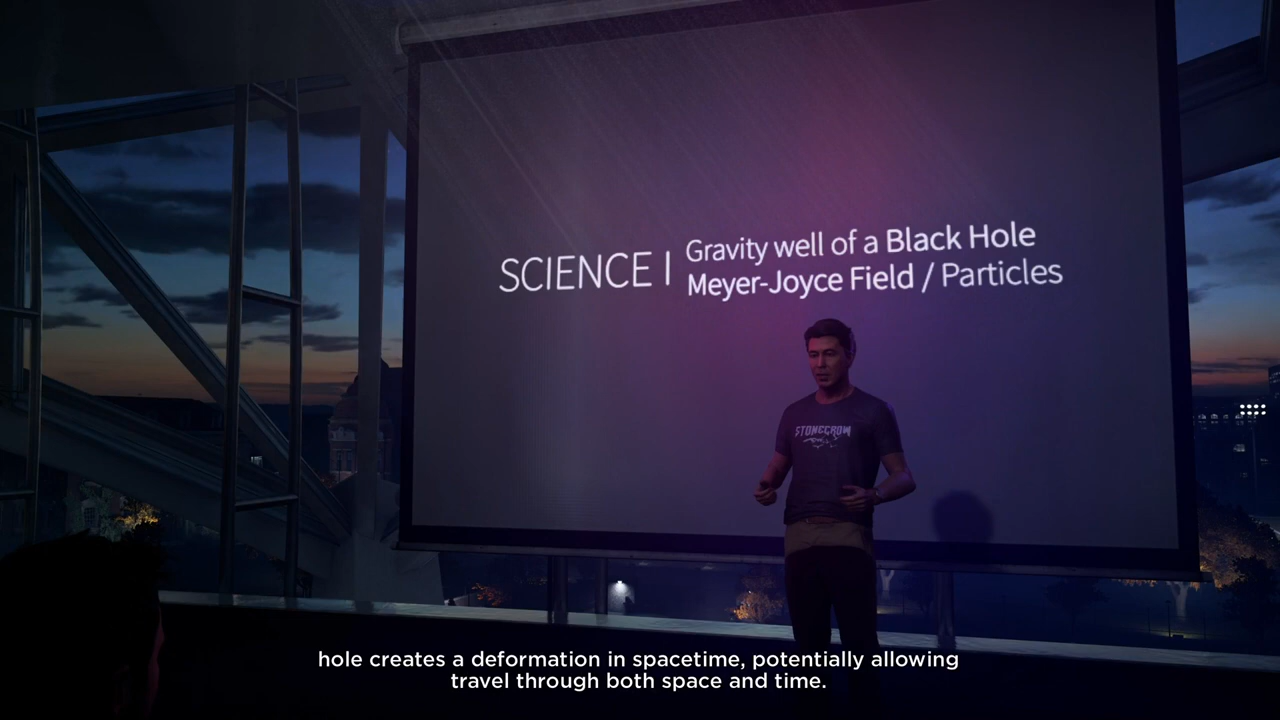 SCIENCE | Gravity well of a Black Hole
Meyer-Joyce Field / Particles
STONECROW
hole creates a deformation in spacetime, potentially allowing
travel through both space and time.